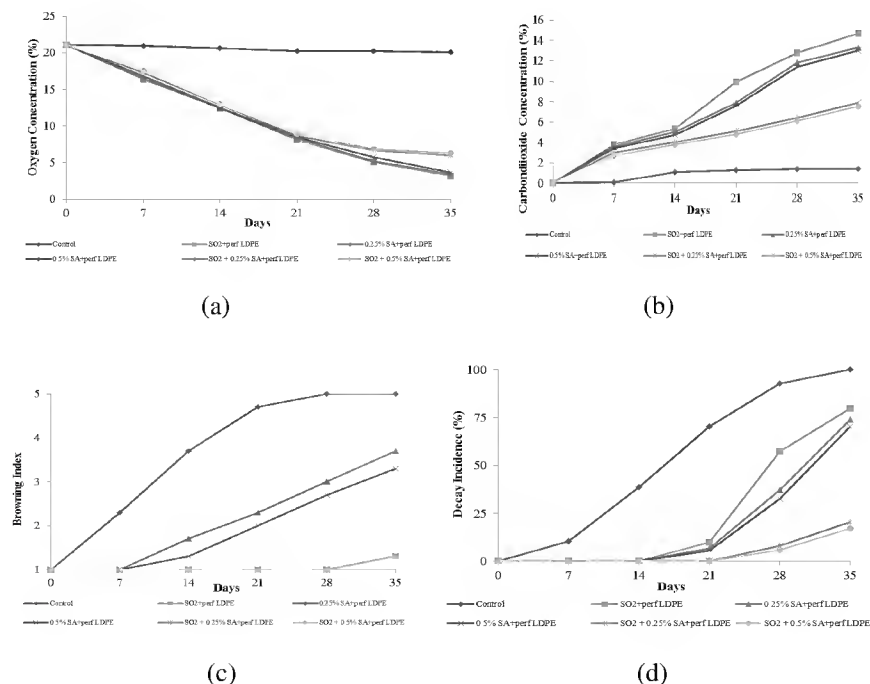 25
20
15
10
5
0
Oxygen Concentration (%)
0 7 14 21 28 35
Days
Control SO2+perf LDPE 0.25% SA+perf LDPE
0.5% SA+perf LDPE SO2 + 0.25% SA+perf LDPE SO2 + 0.5% SA+perf LDPE
(a)
16
14
12
10
8
6
4
2
0
Carbondiioxide Concentration (%)
0 7 14 21 28 35
Days
Control SO2+perf LDPE 0.25% SA+perf LDPE
0.5% SA+perf LDPE SO2 + 0.25% SA+perf LDPE SO2 + 0.5% SA+perf LDPE
(b)
5
4
3
2
1
Browning Index
0 7 14 21 28 35
Days
Control SO2+perf LDPE 0.25% SA+perf LDPE
0.5% SA+perf LDPE SO2 + 0.25% SA+perf LDPE SO2 + 0.5% SA+perf LDPE
(c)
100
75
50
25
0
Decay Incidence (%)
0 7 14 21 28 35
Days
Control SO2+perf LDPE 0.25% SA+perf LDPE
0.5% SA+perf LDPE SO2 + 0.25% SA+perf LDPE SO2 + 0.5% SA+perf LDPE
(d)